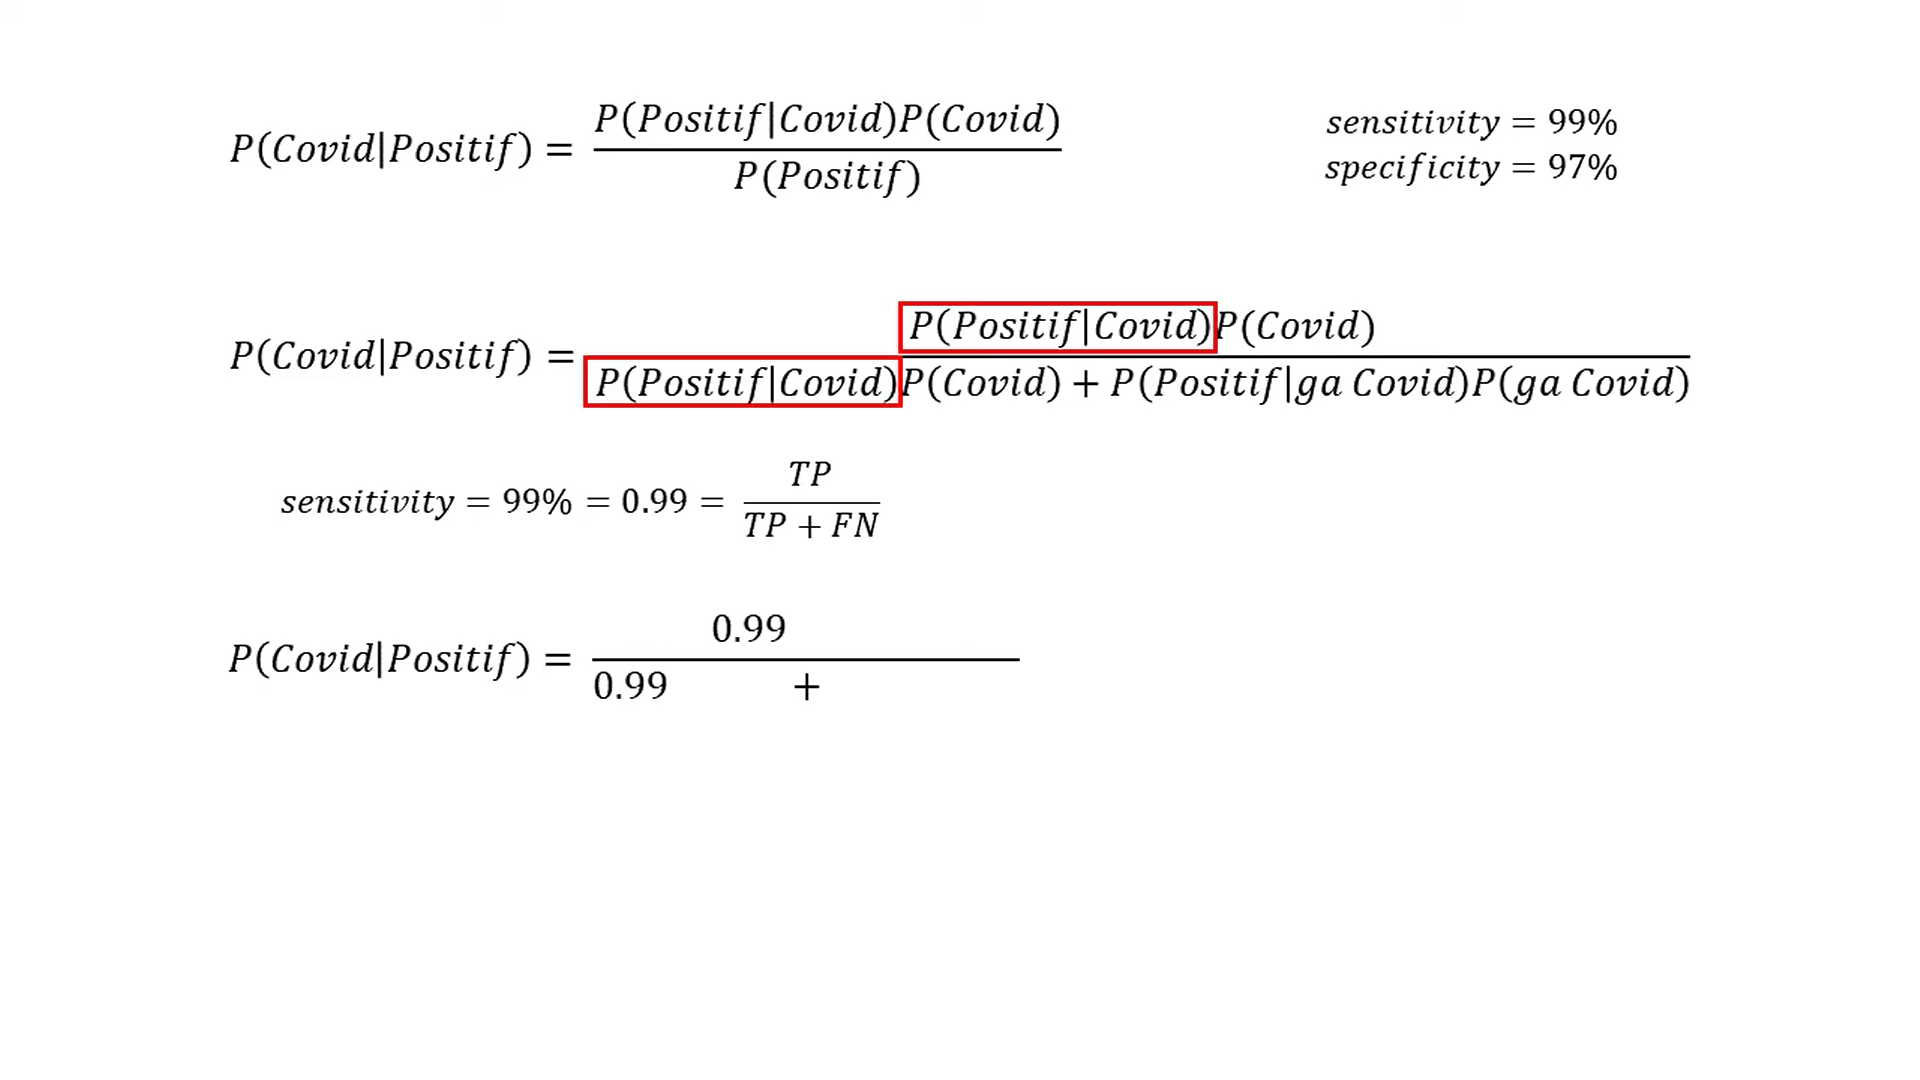 P(Covid|Positif) = P(Positif|Covid)P(Covid) / P(Positif)
sensitivity = 99%
specificity = 97%
P(Covid|Positif) = P(Positif|Covid)P(Covid) / P(Positif|Covid)P(Covid) + P(Positif|ga Covid)P(ga Covid)
sensitivity = 99% = 0.99 = TP / TP + FN
P(Covid|Positif) = 0.99 / 0.99 +